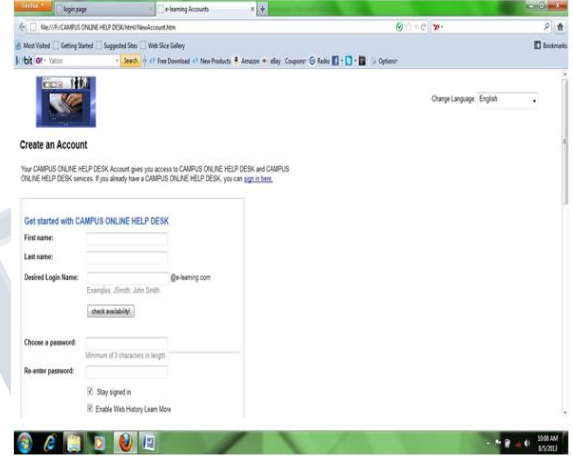 Firefox
login page
e-learning Accounts
file:///F:/CAMPUS ONLINE HELP DESK/html/NewAccount.htm
Most Visited Getting Started Suggested Sites Web Slice Gallery
Bookmarks
bit Yahoo Search Free Download New Products Amazon eBay Coupons Radio Options
Change Language: English
Create an Account
Your CAMPUS ONLINE HELP DESK Account gives you access to CAMPUS ONLINE HELP DESK and CAMPUS
ONLINE HELP DESK services. If you already have a CAMPUS ONLINE HELP DESK, you can sign in here.
Get started with CAMPUS ONLINE HELP DESK
First name:
Last name:
Desired Login Name: @e-learning.com
Examples: JSmith, John.Smith
check availability!
Choose a password:
Minimum of 3 characters in length.
Re-enter password:
Stay signed in
Enable Web History Learn More
10:08 AM
8/5/2013